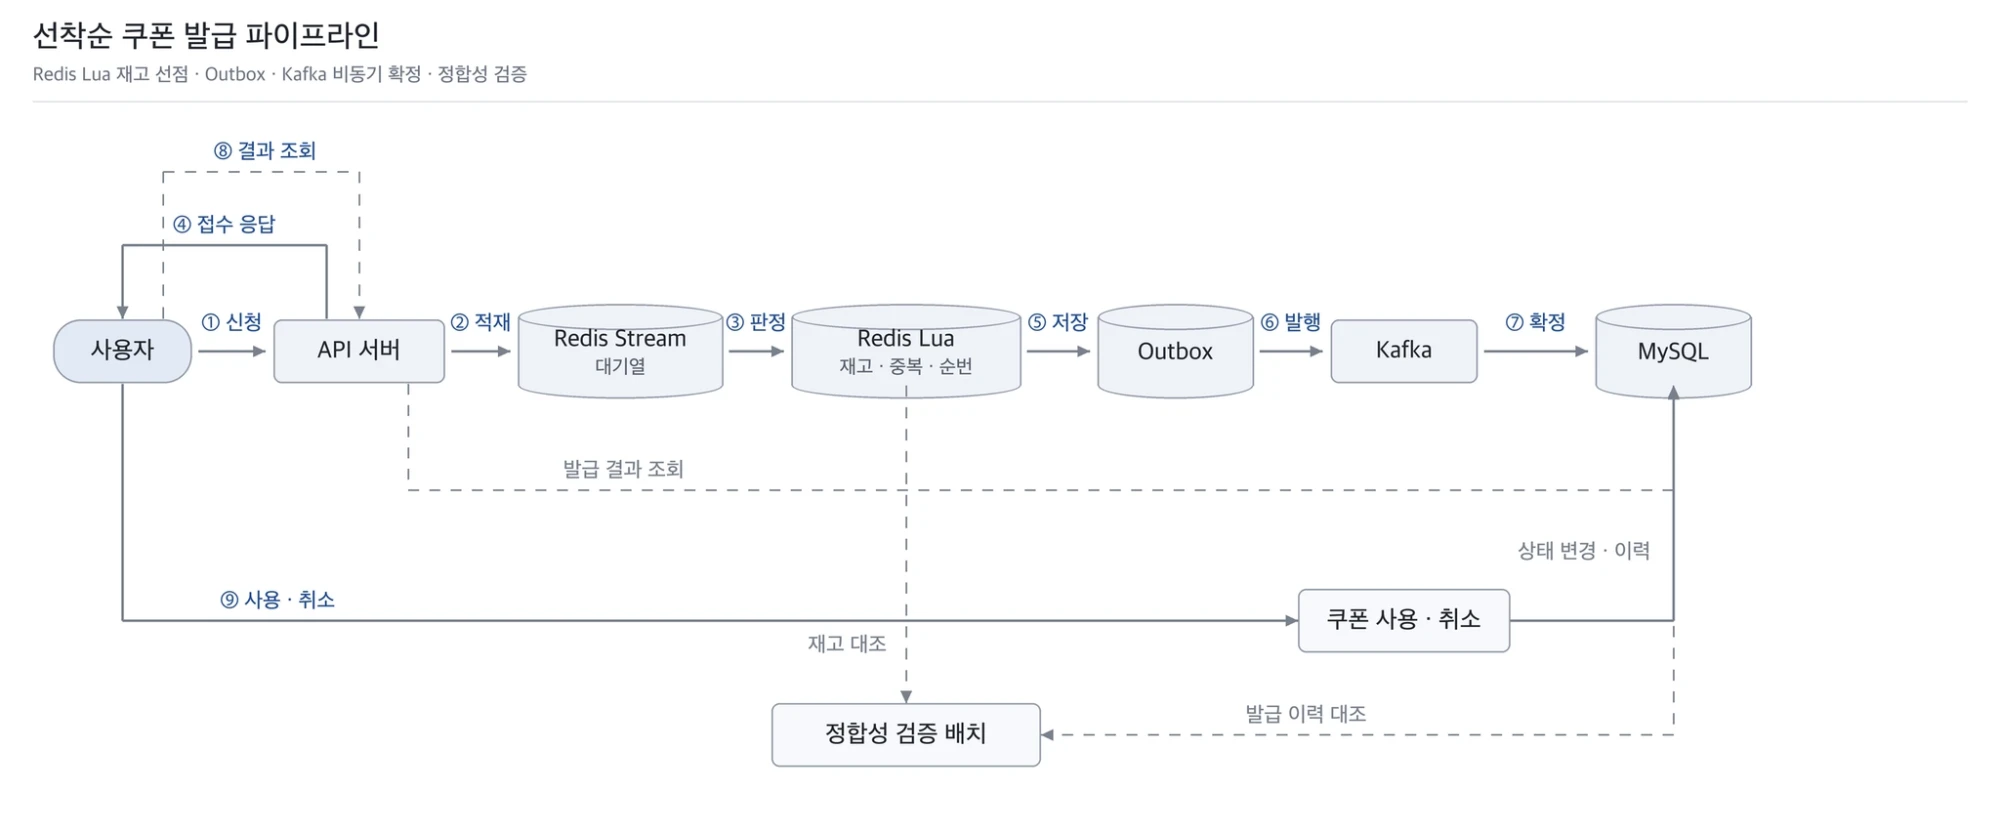 선착순 쿠폰 발급 파이프라인
Redis Lua 재고 선점 · Outbox · Kafka 비동기 확정 · 정합성 검증
⑧ 결과 조회
④ 접수 응답
① 신청
② 적재
③ 판정
⑤ 저장
⑥ 발행
⑦ 확정
사용자
API 서버
Redis Stream
대기열
Redis Lua
재고 · 중복 · 순번
Outbox
Kafka
MySQL
발급 결과 조회
상태 변경 · 이력
⑨ 사용 · 취소
쿠폰 사용 · 취소
재고 대조
발급 이력 대조
정합성 검증 배치